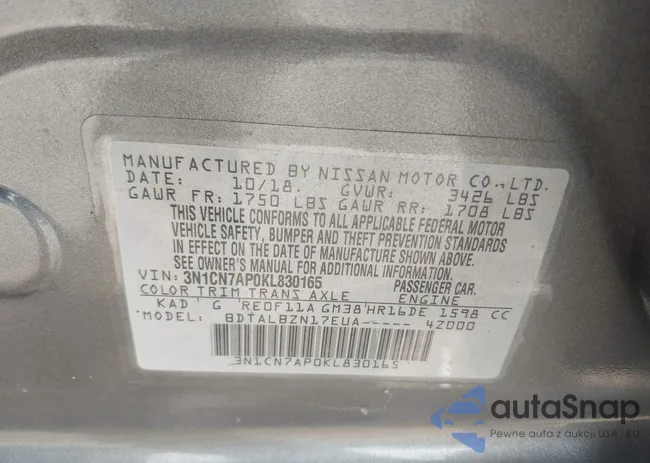 MANUFACTURED BY NISSAN MOTOR CO., LTD.
DATE: 10/18. GVWR: 3426 LBS
GAWR FR: 1750 LBS GAWR RR: 1708 LBS
THIS VEHICLE CONFORMS TO ALL APPLICABLE FEDERAL MOTOR
VEHICLE SAFETY, BUMPER AND THEFT PREVENTION STANDARDS
IN EFFECT ON THE DATE OF MANUFACTURE SHOWN ABOVE.
SEE OWNER'S MANUAL FOR ADDITIONAL INFORMATION.
VIN: 3N1CN7AP0KL830165 PASSENGER CAR.
COLOR TRIM TRANS AXLE ENGINE
KAD G RE0F11A GM38 HR16DE 1598 CC
MODEL: BDTALBZN17EUA----- 42000
3N1CN7AP0KL830165
autaSnap
Pewne auta z aukcji USA i EU